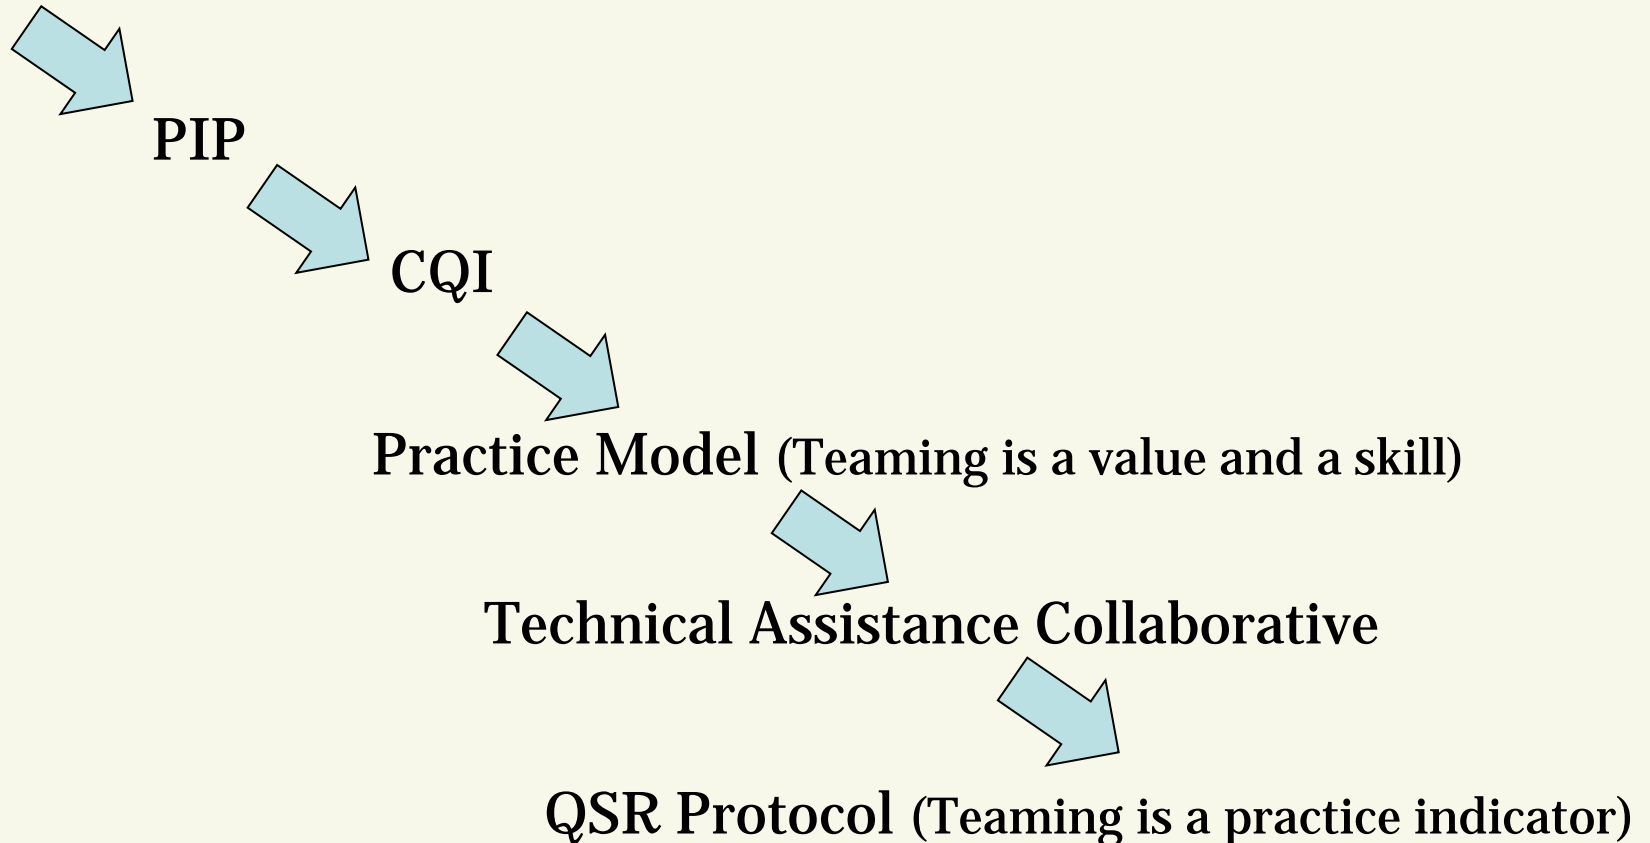 PIP
CQI
Practice Model (Teaming is a value and a skill)
Technical Assistance Collaborative
QSR Protocol (Teaming is a practice indicator)